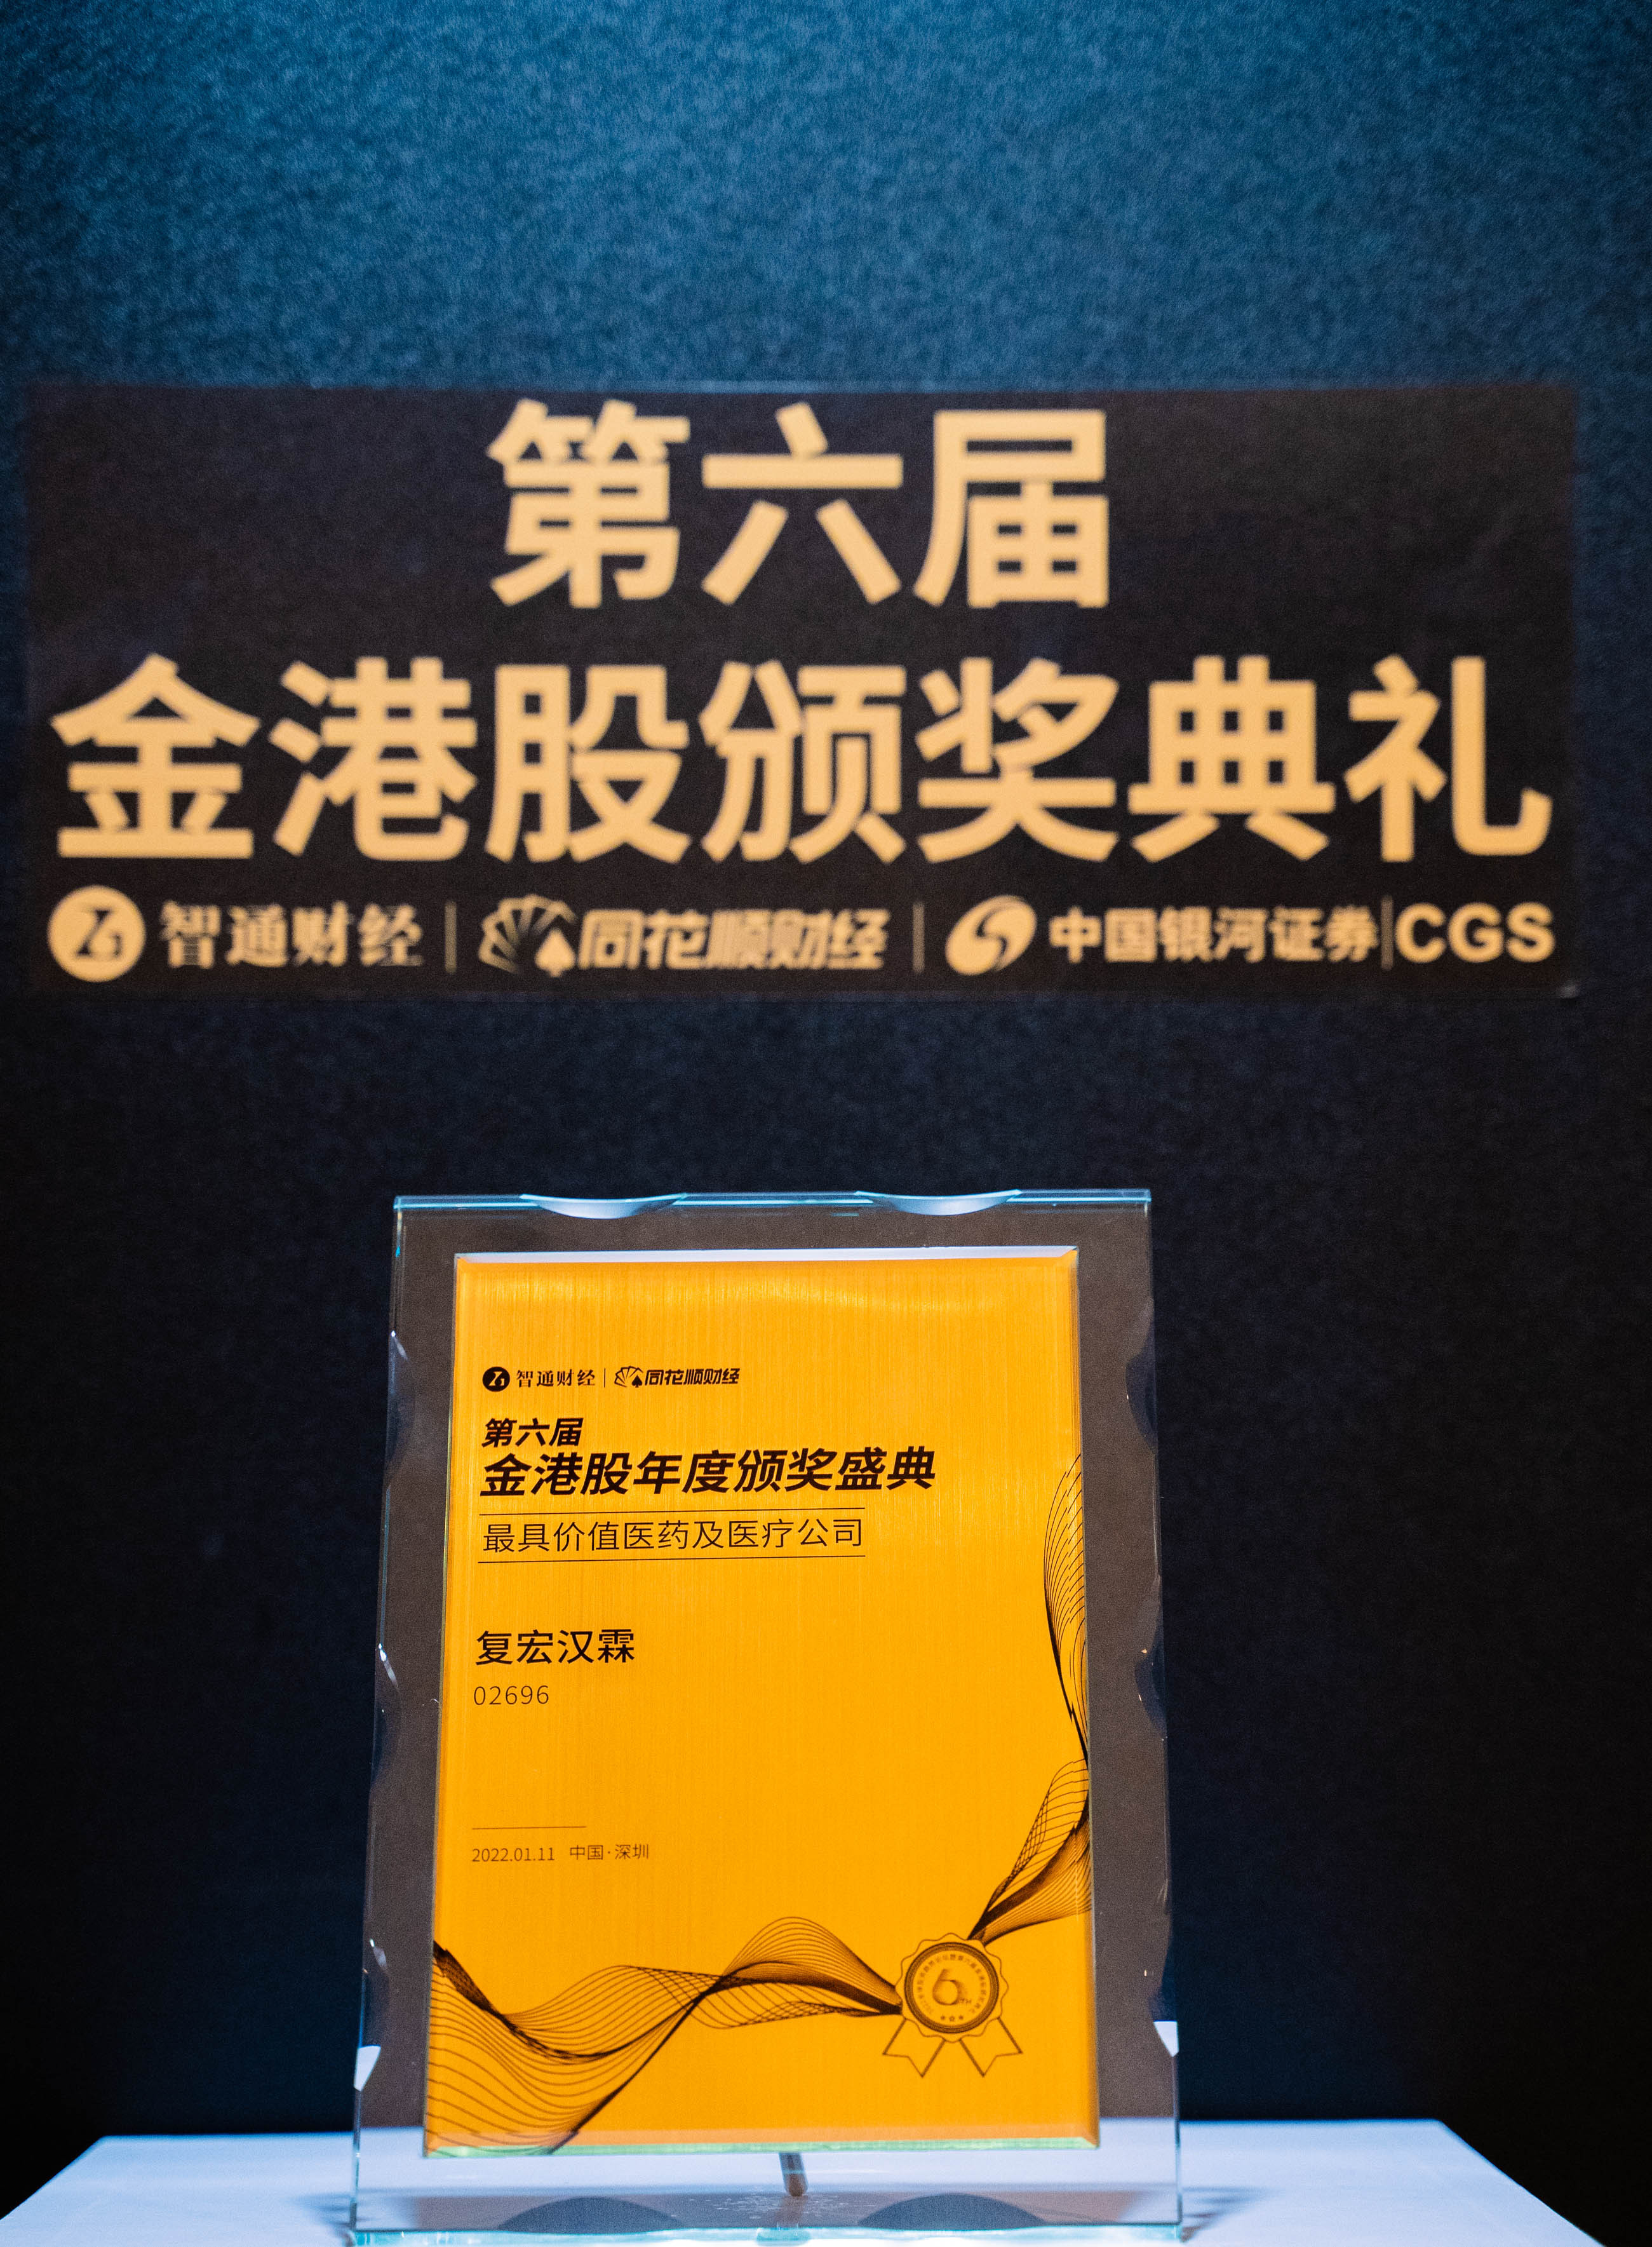 第六届
金港股颁奖典礼
智通财经 | 同花顺财经 | 中国银河证券|CGS
智通财经 | 同花顺财经
第六届
金港股年度颁奖盛典
最具价值医药及医疗公司
复宏汉霖
02696
2022.01.11 中国·深圳
6TH